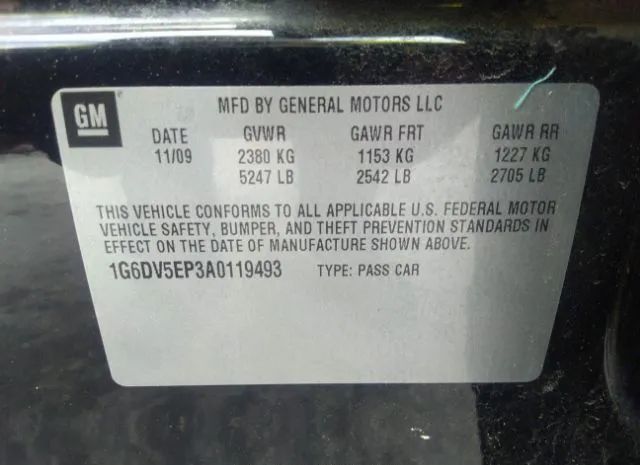 GM
MFD BY GENERAL MOTORS LLC
DATE GVWR GAWR FRT GAWR RR
11/09 2380 KG 1153 KG 1227 KG
5247 LB 2542 LB 2705 LB
THIS VEHICLE CONFORMS TO ALL APPLICABLE U.S. FEDERAL MOTOR
VEHICLE SAFETY, BUMPER, AND THEFT PREVENTION STANDARDS IN
EFFECT ON THE DATE OF MANUFACTURE SHOWN ABOVE.
1G6DV5EP3A0119493 TYPE: PASS CAR